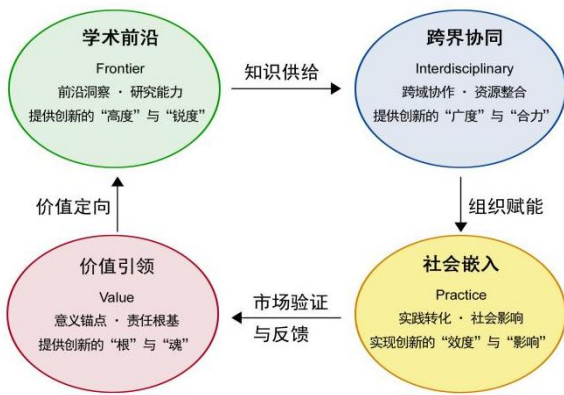 学术前沿
Frontier
前沿洞察 · 研究能力
提供创新的“高度”与“锐度”
知识供给
跨界协同
Interdisciplinary
跨域协作 · 资源整合
提供创新的“广度”与“合力”
价值定向
组织赋能
价值引领
Value
意义锚点 · 责任根基
提供创新的“根”与“魂”
市场验证
与反馈
社会嵌入
Practice
实践转化 · 社会影响
实现创新的“效度”与“影响”